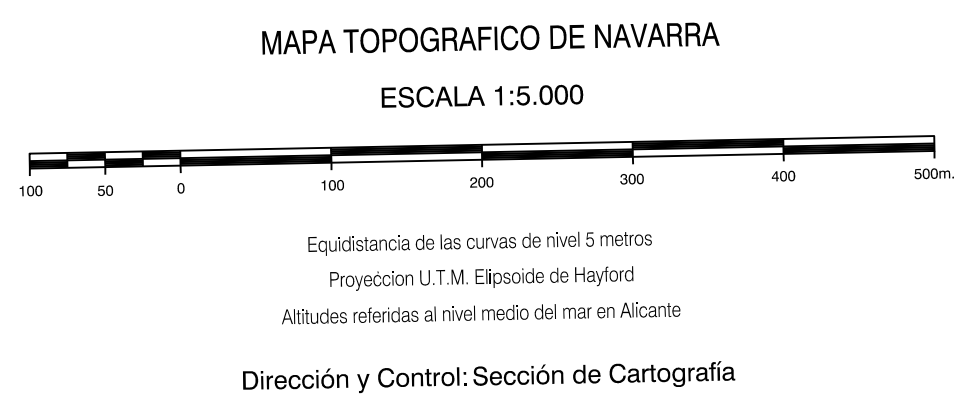 MAPA TOPOGRAFICO DE NAVARRA
ESCALA 1:5.000
100 50 0 100 200 300 400 500m.
Equidistancia de las curvas de nivel 5 metros
Proyeccion U.T.M. Elipsoide de Hayford
Altitudes referidas al nivel medio del mar en Alicante
Dirección y Control: Sección de Cartografía